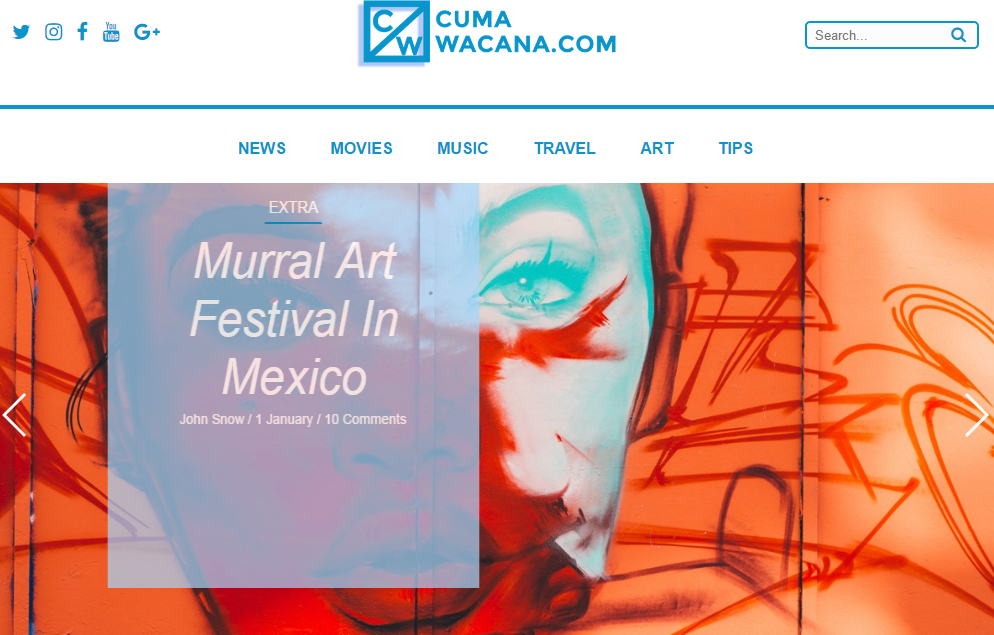 You
Tube
G+
C
W
CUMA
WACANA.COM
Search...
NEWS MOVIES MUSIC TRAVEL ART TIPS
EXTRA
Murral Art
Festival In
Mexico
John Snow / 1 January / 10 Comments